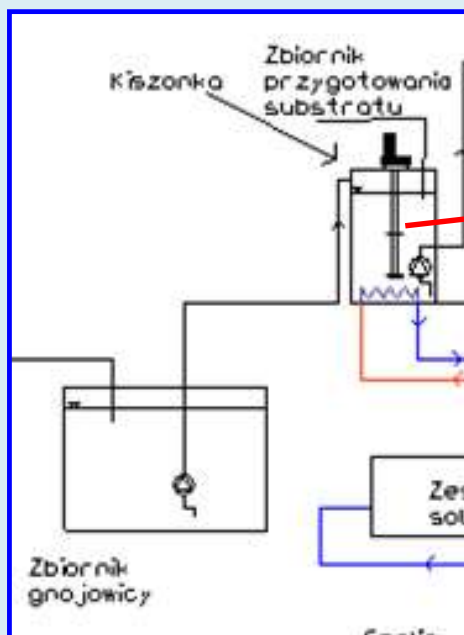 Zbiornik
Kiszonka przygotowania
substratu
Zbiornik
gnojowicy